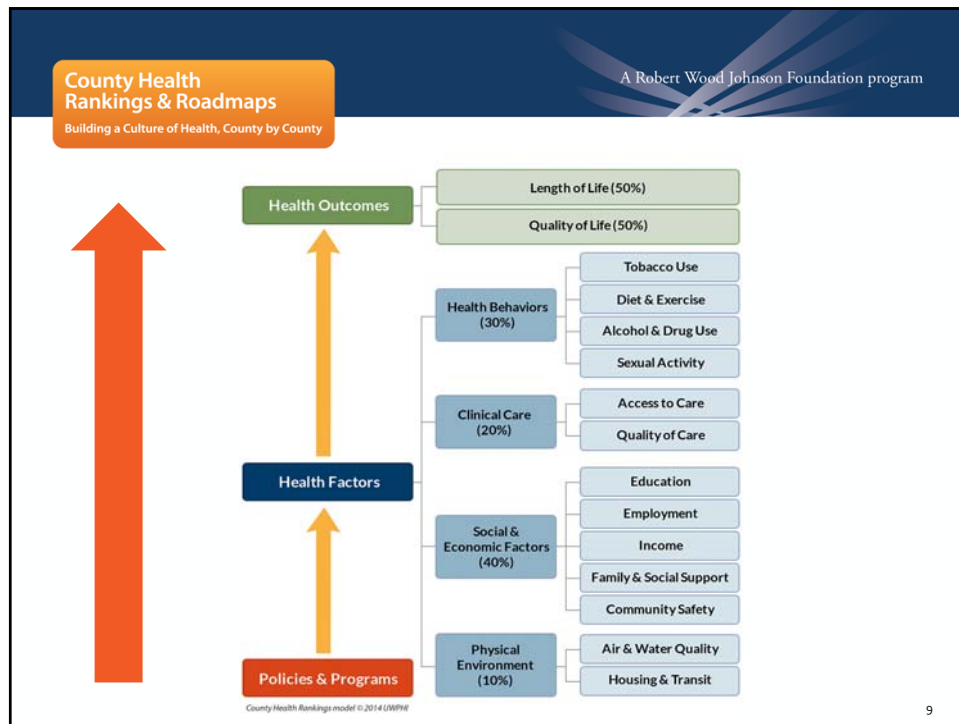 County Health
Rankings & Roadmaps
Building a Culture of Health, County by County
A Robert Wood Johnson Foundation program
Health Outcomes
Length of Life (50%)
Quality of Life (50%)
Health Factors
Health Behaviors
(30%)
Tobacco Use
Diet & Exercise
Alcohol & Drug Use
Sexual Activity
Clinical Care
(20%)
Access to Care
Quality of Care
Social &
Economic Factors
(40%)
Education
Employment
Income
Family & Social Support
Community Safety
Physical
Environment
(10%)
Air & Water Quality
Housing & Transit
Policies & Programs
County Health Rankings model © 2014 UWPHI
9